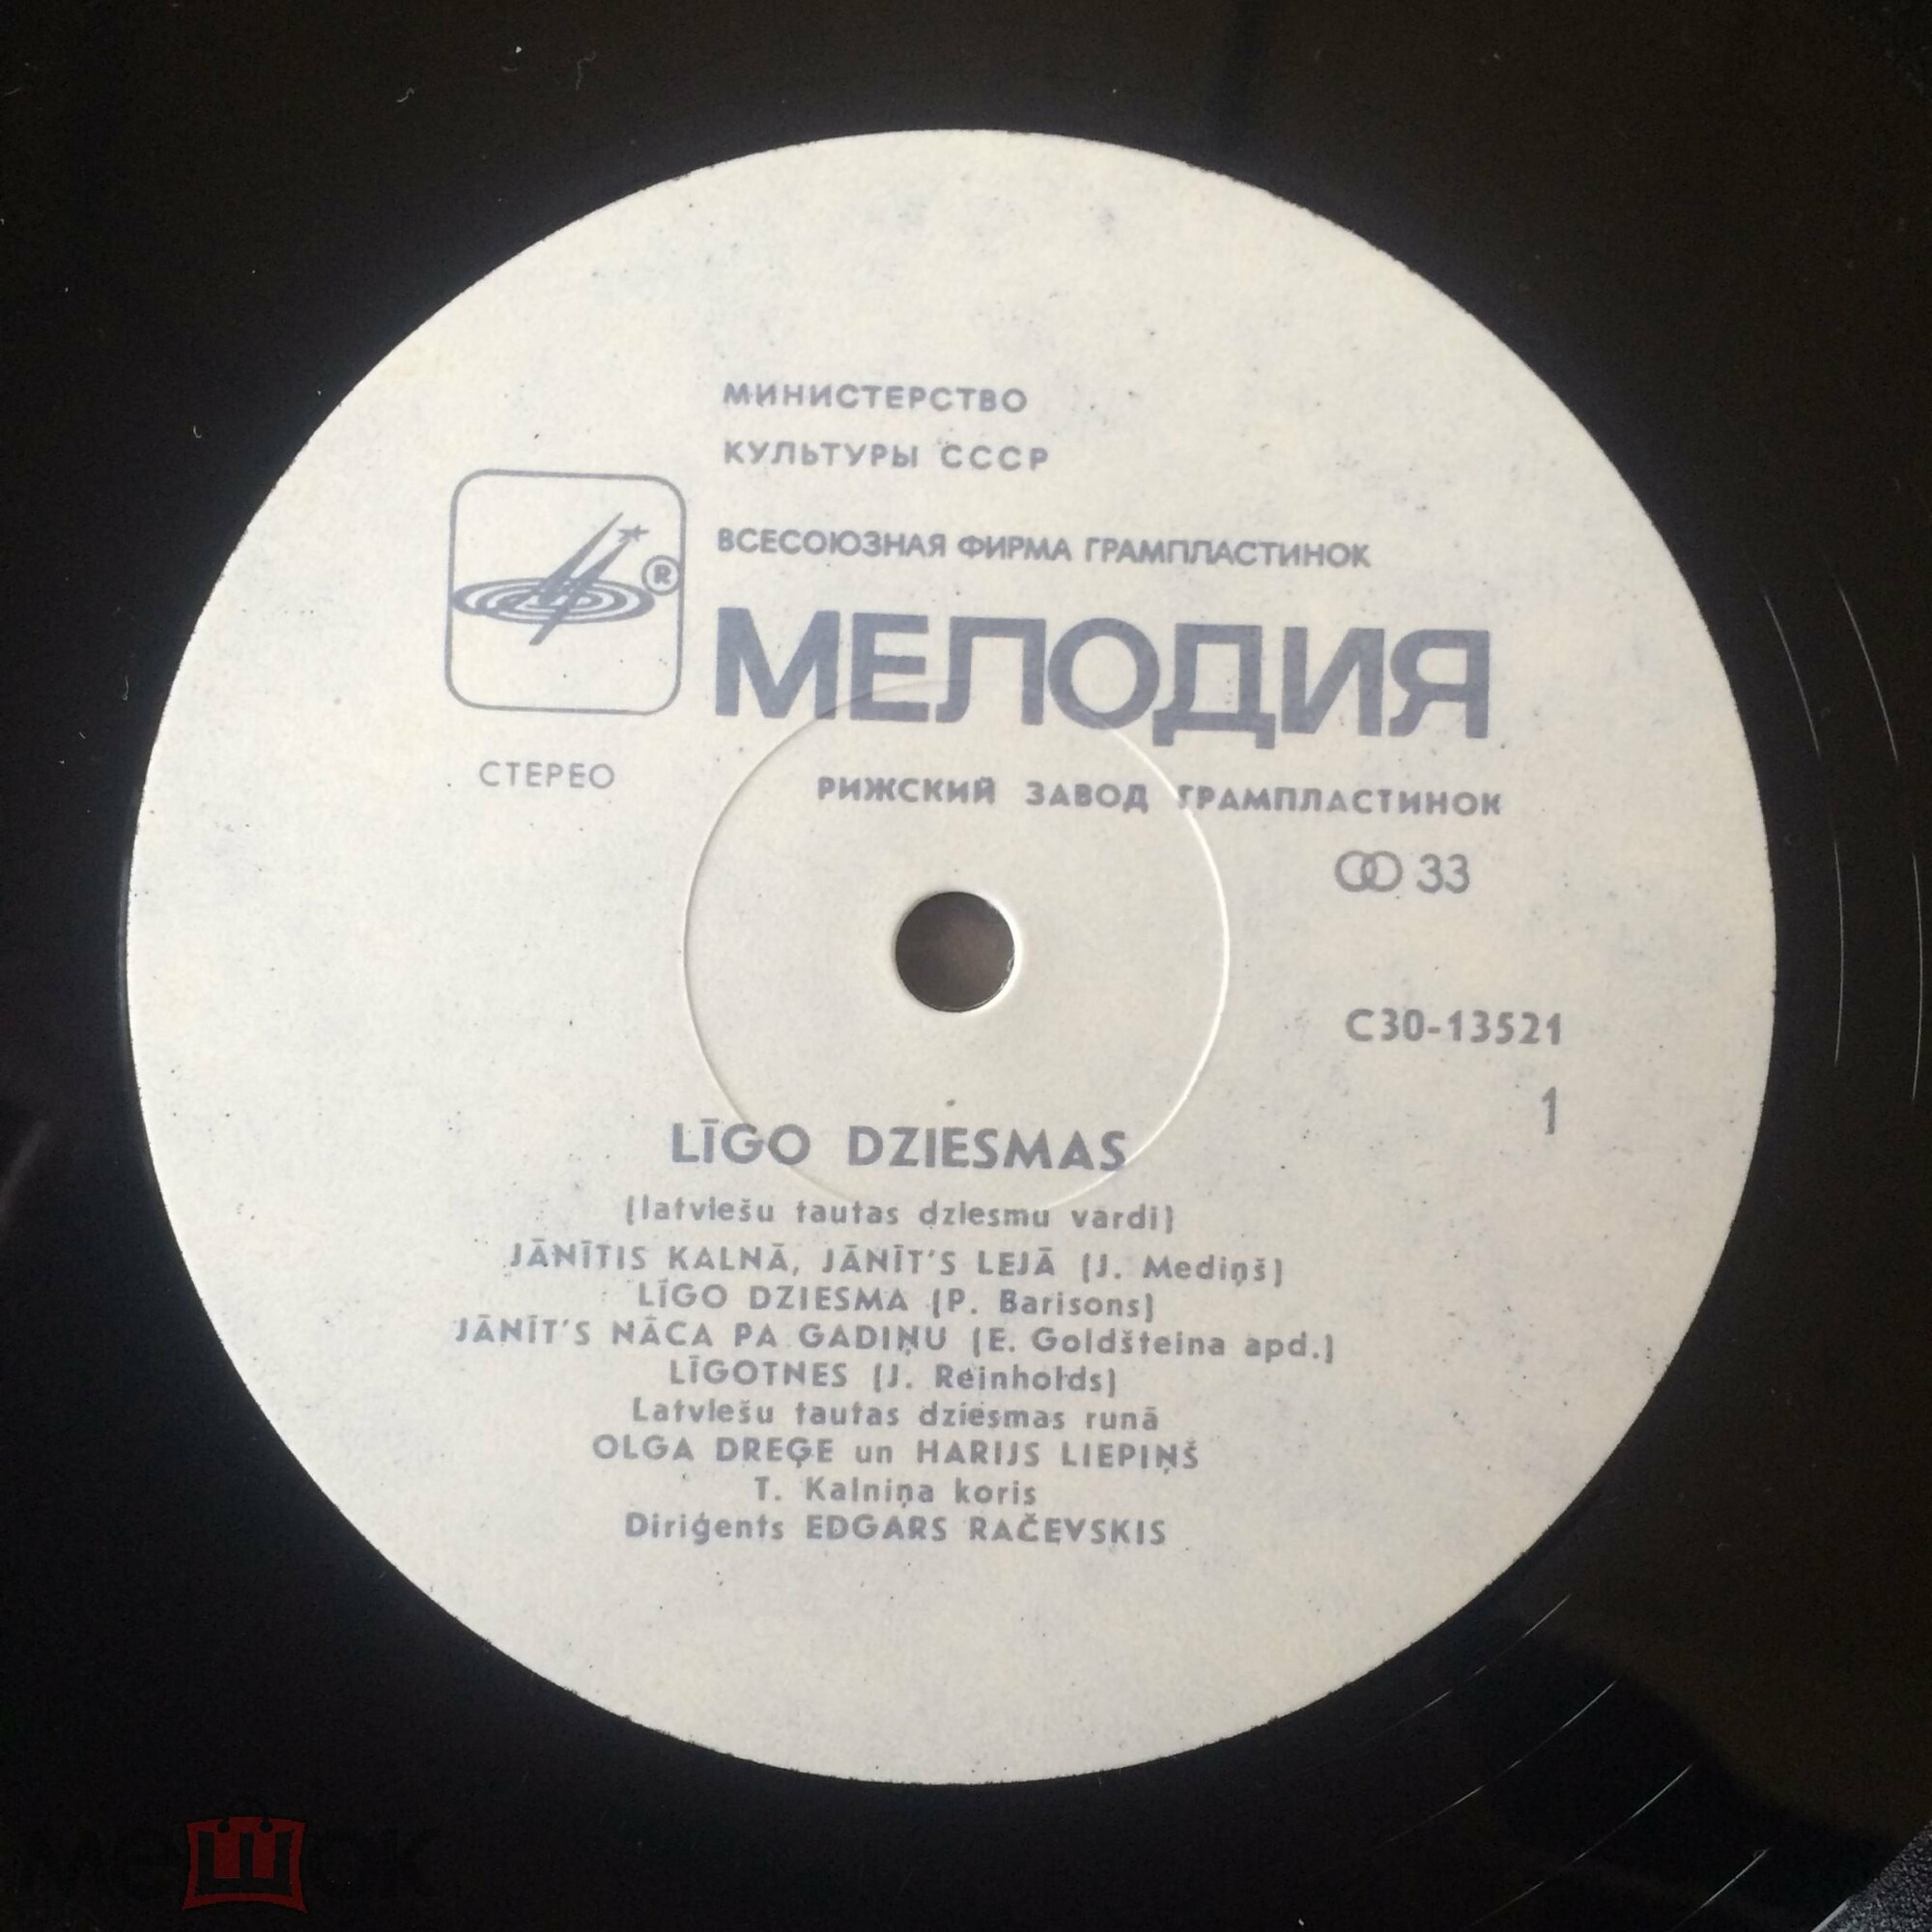 МИНИСТЕРСТВО
КУЛЬТУРЫ СССР
ВСЕСОЮЗНАЯ ФИРМА ГРАМПЛАСТИНОК
®
МЕЛОДИЯ
СТЕРЕО
РИЖСКИЙ ЗАВОД ГРАМПЛАСТИНОК
33
С30-13521
1
LĪGO DZIESMAS
(latviešu tautas dziesmu vardi)
JĀNĪTIS KALNĀ, JĀNĪT'S LEJĀ (J. Mediņš)
LĪGO DZIESMA (P. Barisons)
JĀNĪT'S NĀCA PA GADIŅU (E. Goldšteina apd.)
LĪGOTNES (J. Reinholds)
Latviešu tautas dziesmas runā
OLGA DREĢE un HARIJS LIEPIŅŠ
T. Kalniņa koris
Diriģents EDGARS RAČEVSKIS
мешок